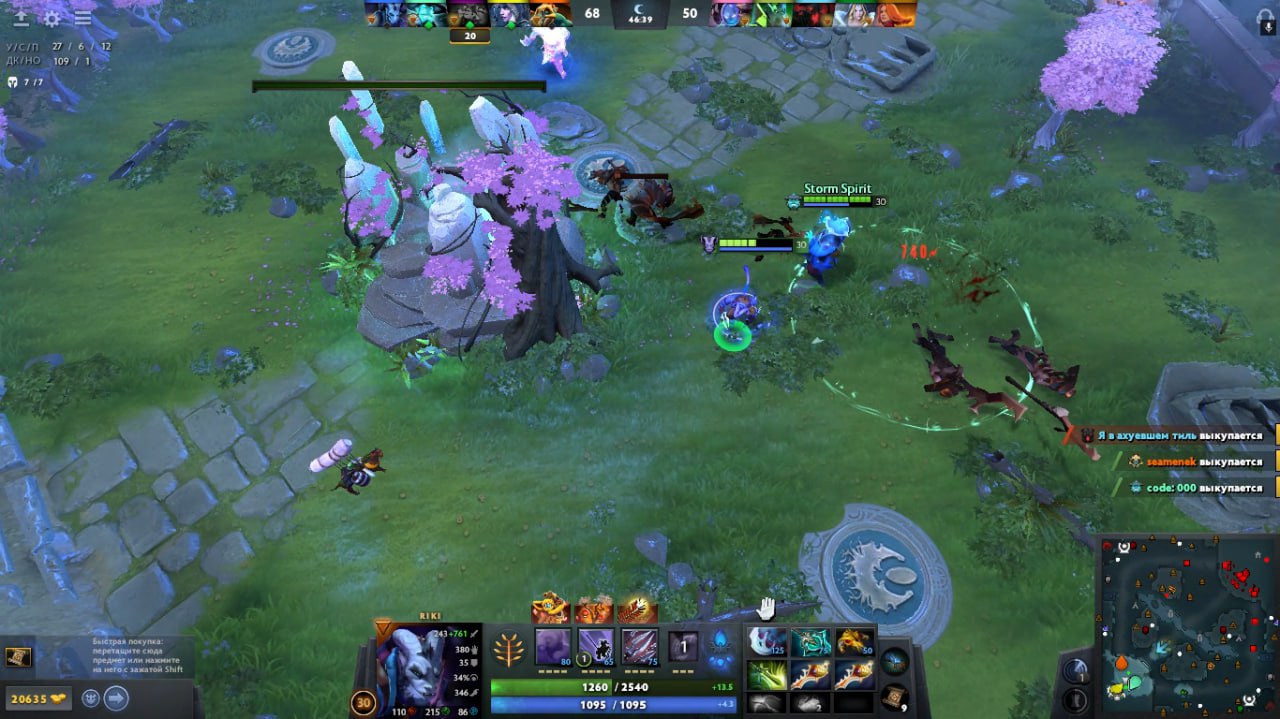 68
46:39
50
20
У/С/П 27 / 6 / 12
ДК/НО 109 / 1
7 /7
Storm Spirit
30
30
740
Я в ахуевшем тиль выкупается
seamenek выкупается
code: 000 выкупается
Быстрая покупка:
перетащите сюда
предмет или нажмите
на него с зажатой Shift
20635
RIKI
243+761
380
35
34%
346
30
110 215 86
80
1
65
75
1
125
50
2
9
1260 / 2540
+13.5
1095 / 1095
+4.3